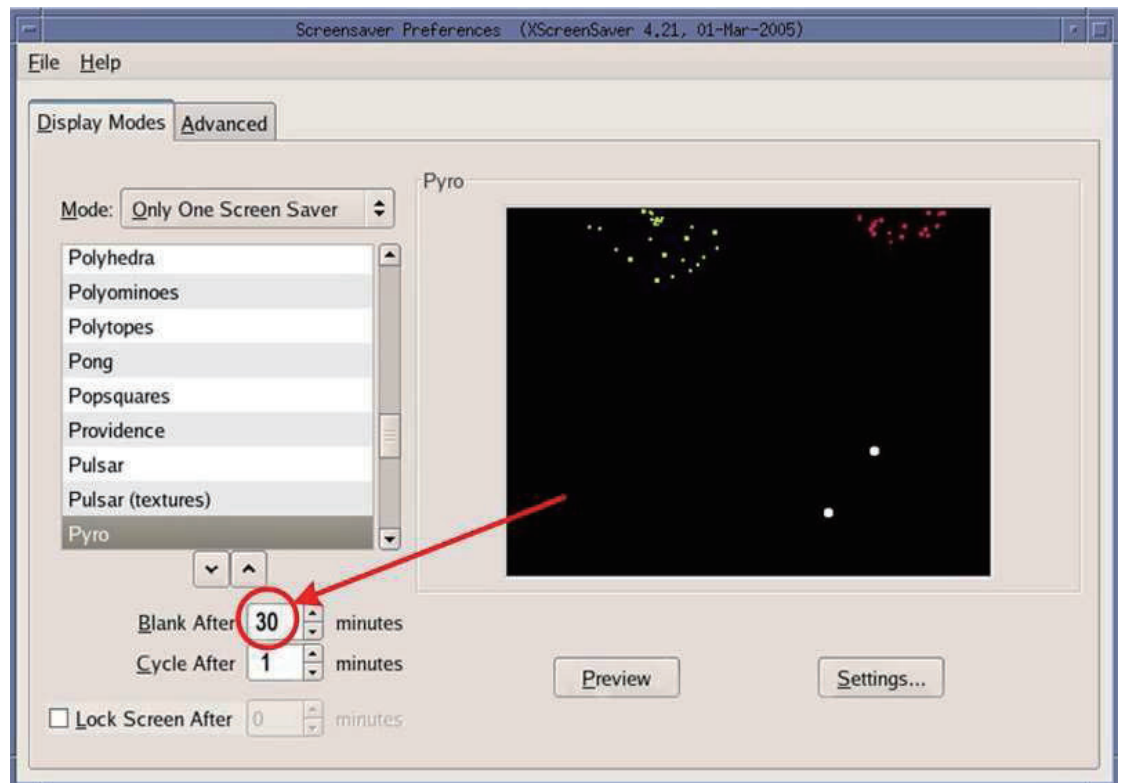 Screensaver Preferences (XScreenSaver 4.21, 01-Mar-2005)
File Help
Display Modes Advanced
Mode: Only One Screen Saver
Polyhedra
Polyominoes
Polytopes
Pong
Popsquares
Providence
Pulsar
Pulsar (textures)
Pyro
Blank After 30 minutes
Cycle After 1 minutes
Lock Screen After 0 minutes
Pyro
Preview Settings...